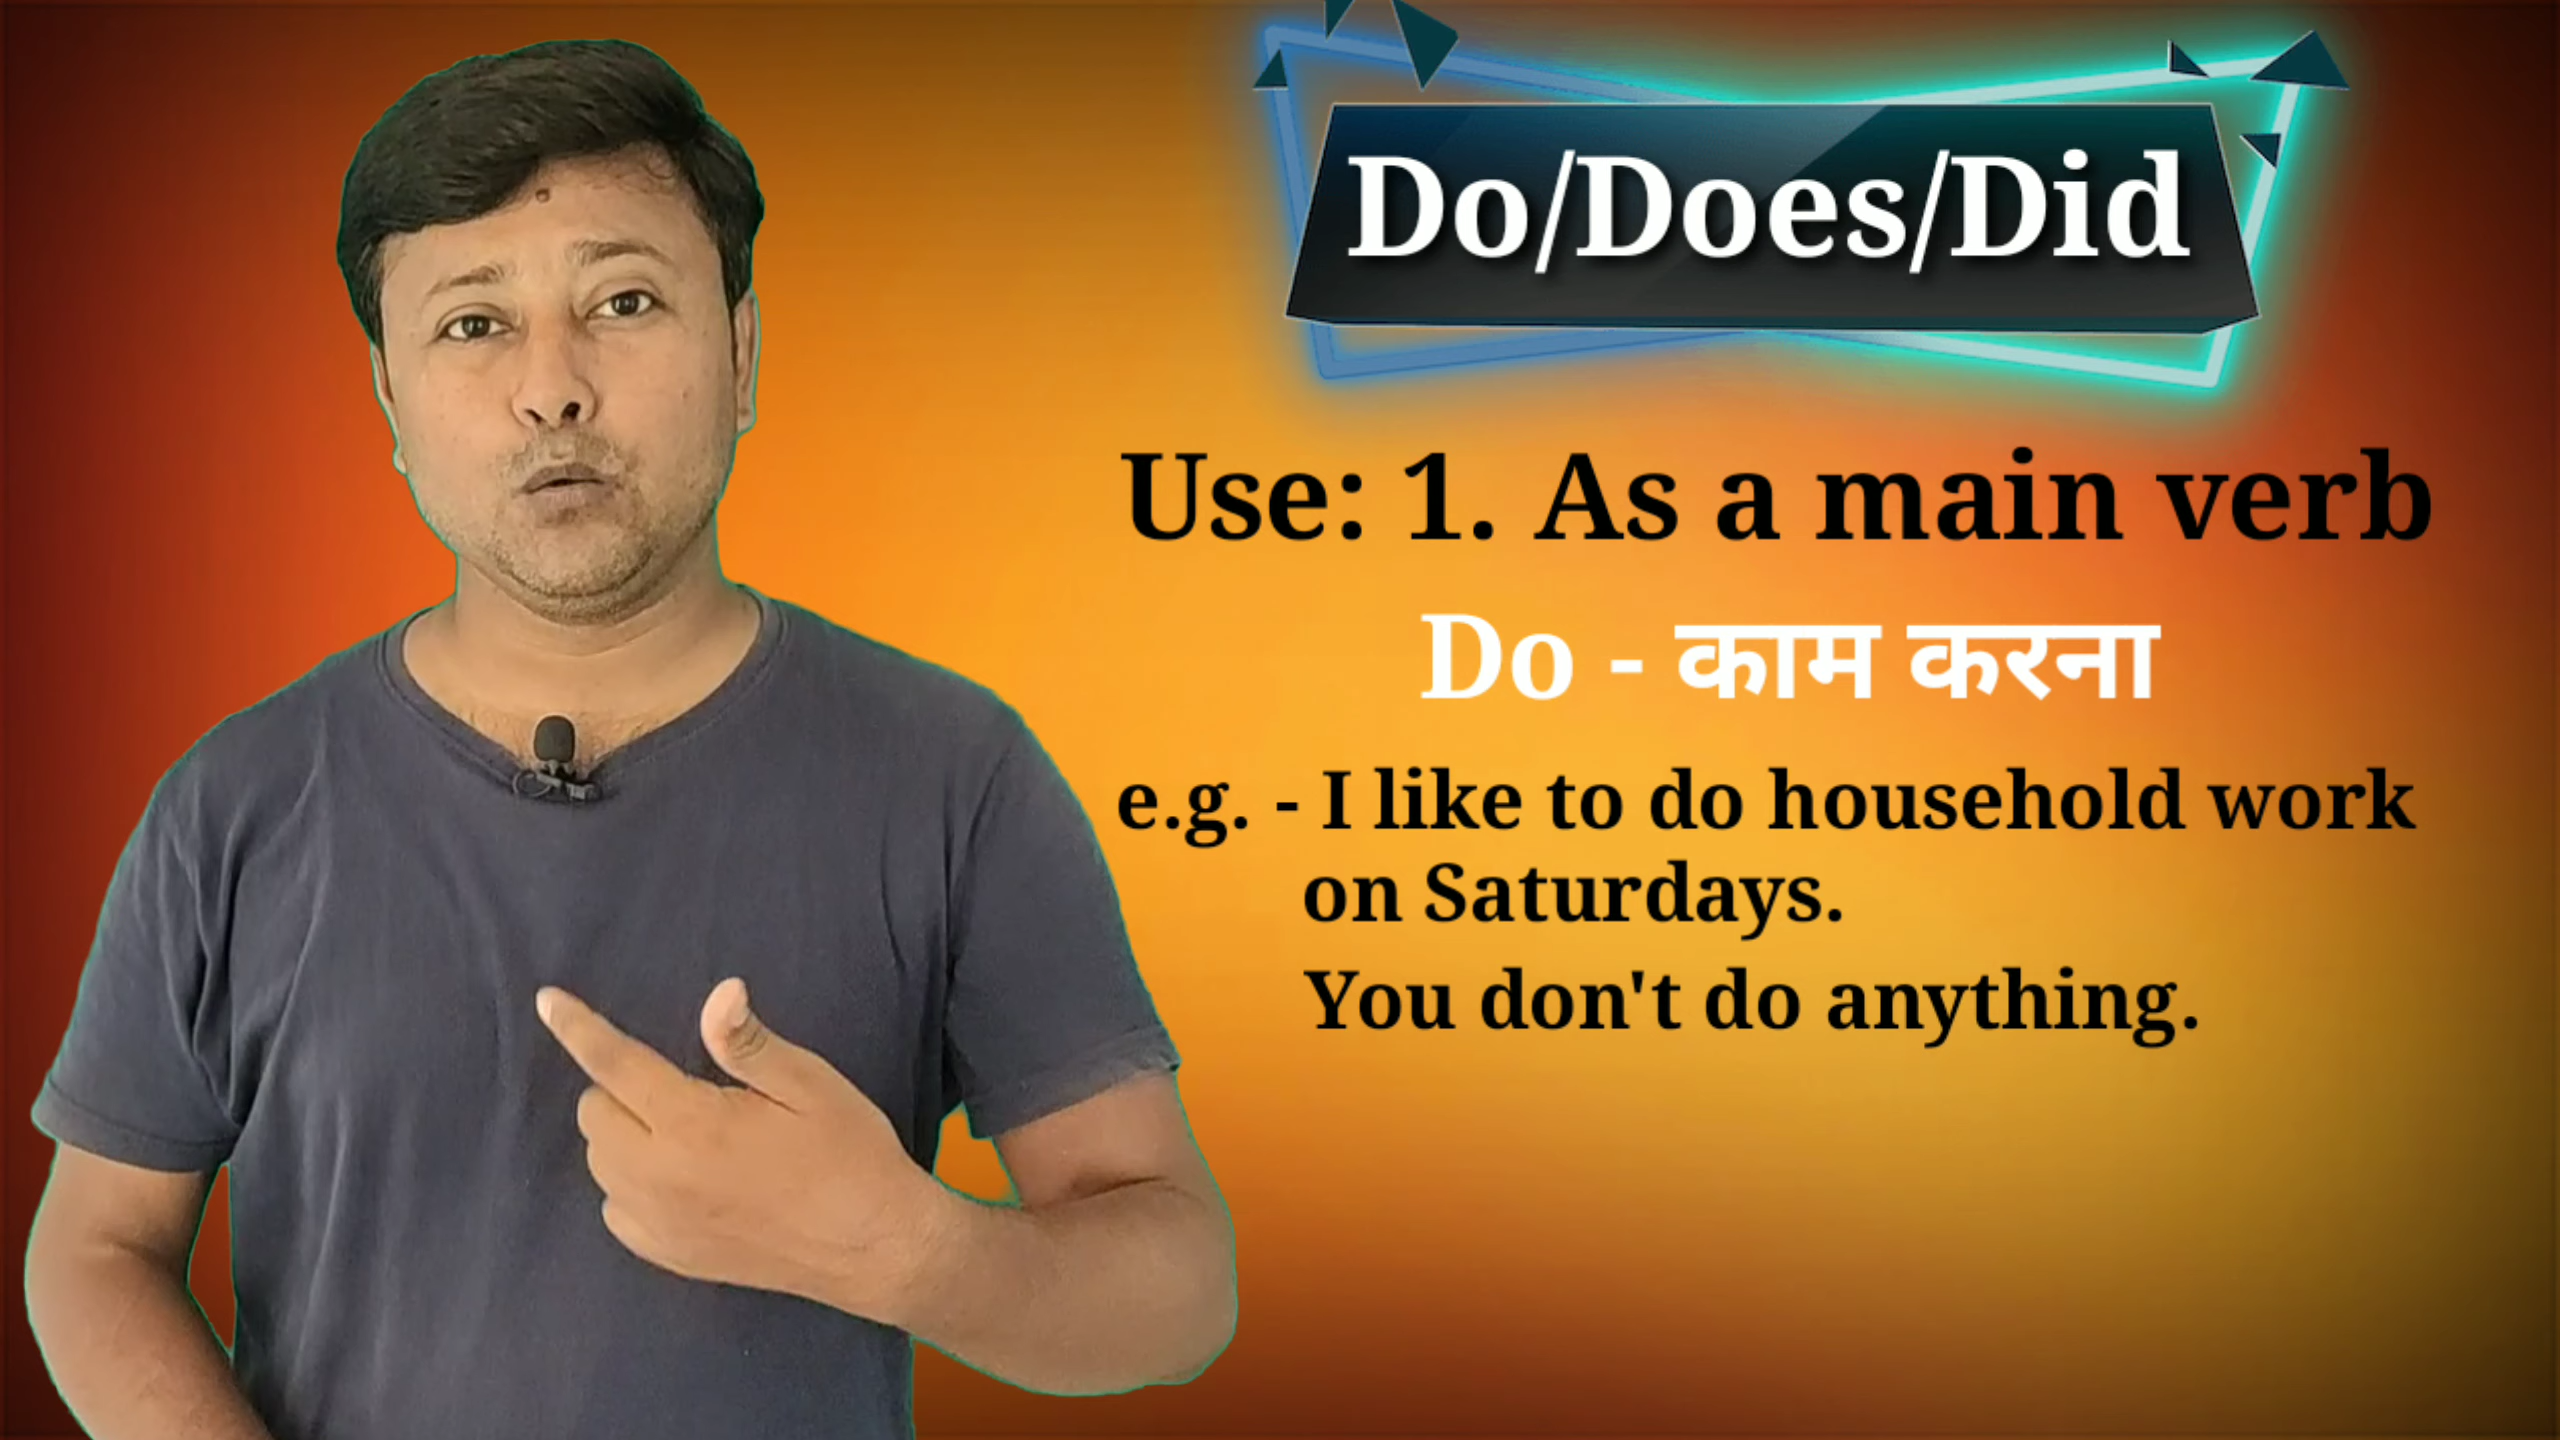 Do/Does/Did
Use: 1. As a main verb
Do - काम करना
e.g. - I like to do household work
on Saturdays.
You don't do anything.